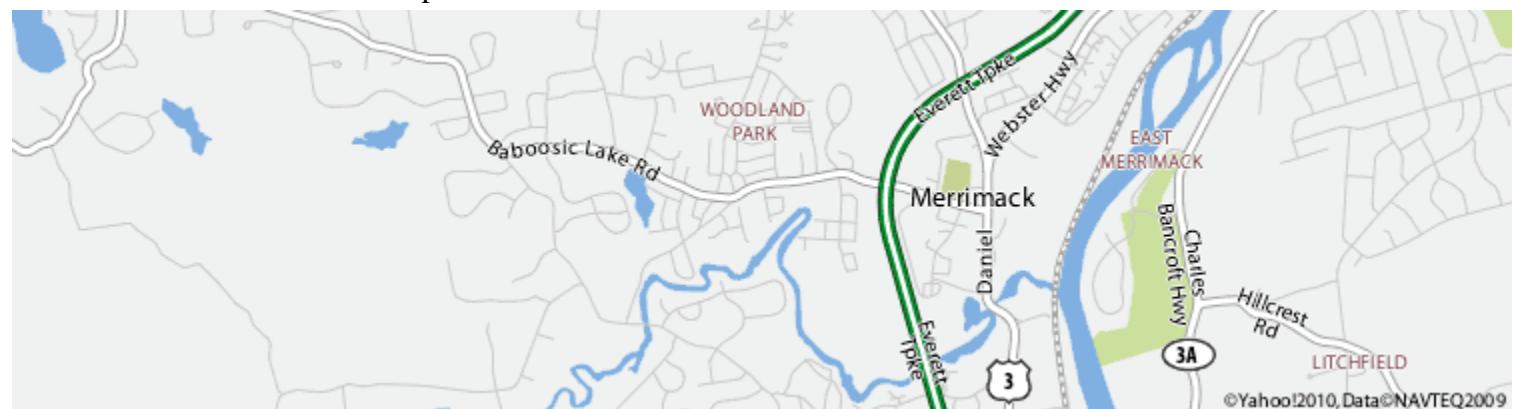 Everett Tpke
Webster Hwy
WOODLAND
PARK
EAST
MERRIMACK
Baboosic Lake Rd
Merrimack
Daniel
Charles
Bancroft Hwy
Hillcrest
Rd
Everett
Tpke
3A
LITCHFIELD
3
©Yahoo!2010,Data©NAVTEQ2009